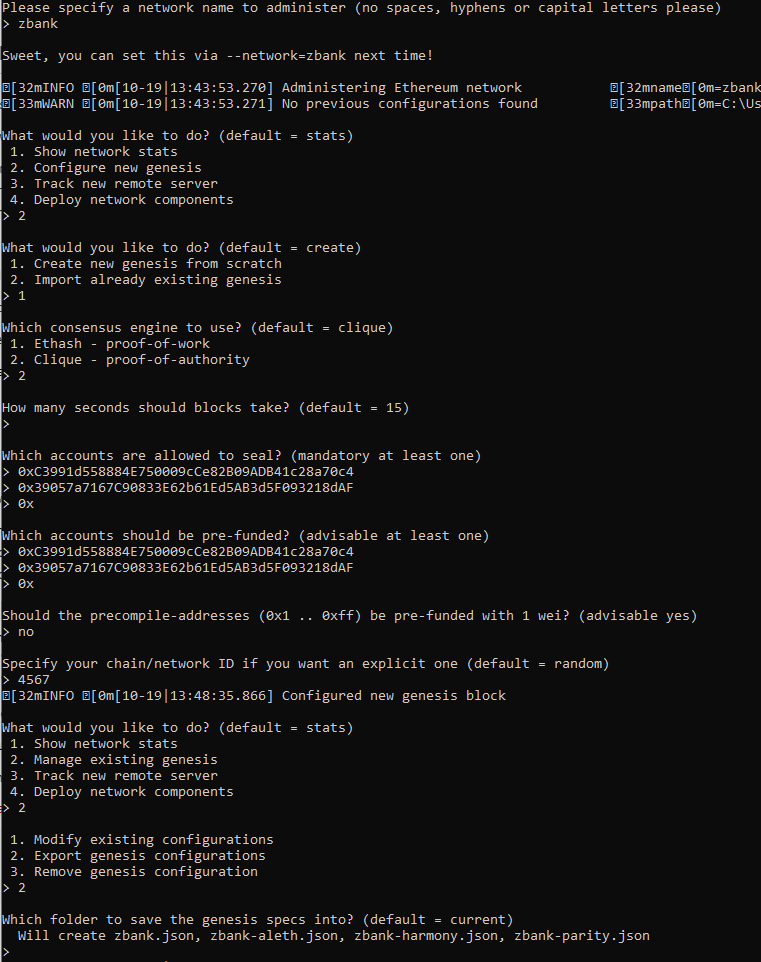 Please specify a network name to administer (no spaces, hyphens or capital letters please)
> zbank
Sweet, you can set this via --network=zbank next time!
[32mINFO [0m[10-19|13:43:53.270] Administering Ethereum network [32mname[0m=zbank
[33mWARN [0m[10-19|13:43:53.271] No previous configurations found [33mpath[0m=C:\Us
What would you like to do? (default = stats)
1. Show network stats
2. Configure new genesis
3. Track new remote server
4. Deploy network components
> 2
What would you like to do? (default = create)
1. Create new genesis from scratch
2. Import already existing genesis
> 1
Which consensus engine to use? (default = clique)
1. Ethash - proof-of-work
2. Clique - proof-of-authority
> 2
How many seconds should blocks take? (default = 15)
>
Which accounts are allowed to seal? (mandatory at least one)
> 0xC3991d558884E750009cCe82B09ADB41c28a70c4
> 0x39057a7167C90833E62b61Ed5AB3d5F093218dAF
> 0x
Which accounts should be pre-funded? (advisable at least one)
> 0xC3991d558884E750009cCe82B09ADB41c28a70c4
> 0x39057a7167C90833E62b61Ed5AB3d5F093218dAF
> 0x
Should the precompile-addresses (0x1 .. 0xff) be pre-funded with 1 wei? (advisable yes)
> no
Specify your chain/network ID if you want an explicit one (default = random)
> 4567
[32mINFO [0m[10-19|13:48:35.866] Configured new genesis block
What would you like to do? (default = stats)
1. Show network stats
2. Manage existing genesis
3. Track new remote server
4. Deploy network components
> 2
1. Modify existing configurations
2. Export genesis configurations
3. Remove genesis configuration
> 2
Which folder to save the genesis specs into? (default = current)
Will create zbank.json, zbank-aleth.json, zbank-harmony.json, zbank-parity.json
>